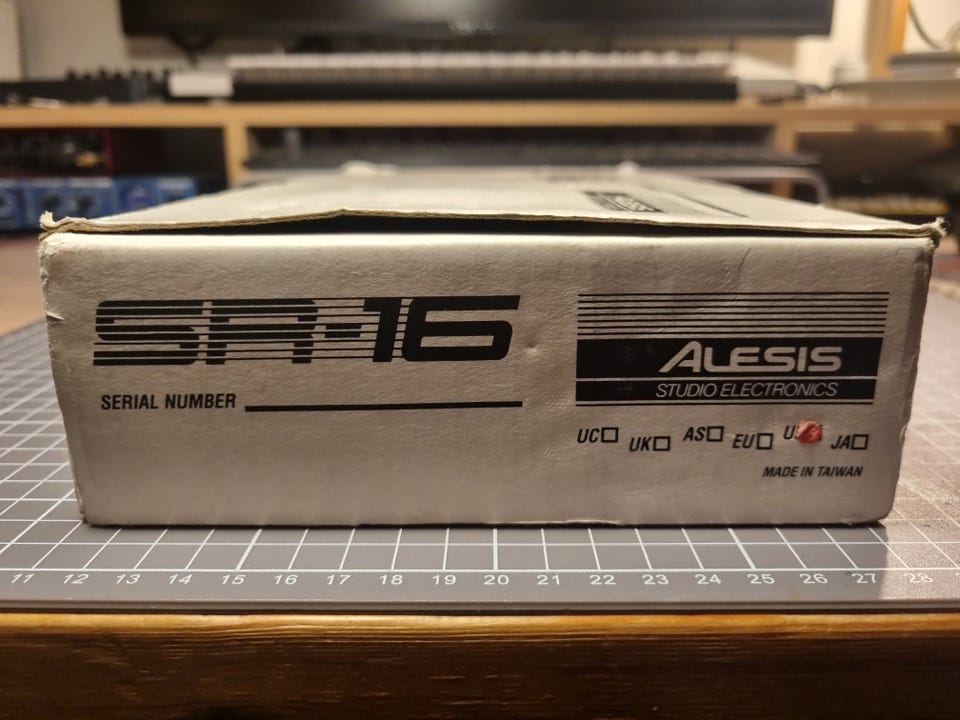 SR-16
SERIAL NUMBER
ALESIS
STUDIO ELECTRONICS
UC UK AS EU JA
MADE IN TAIWAN
11 12 13 14 15 16 17 18 19 20 21 22 23 24 25 26 27 28